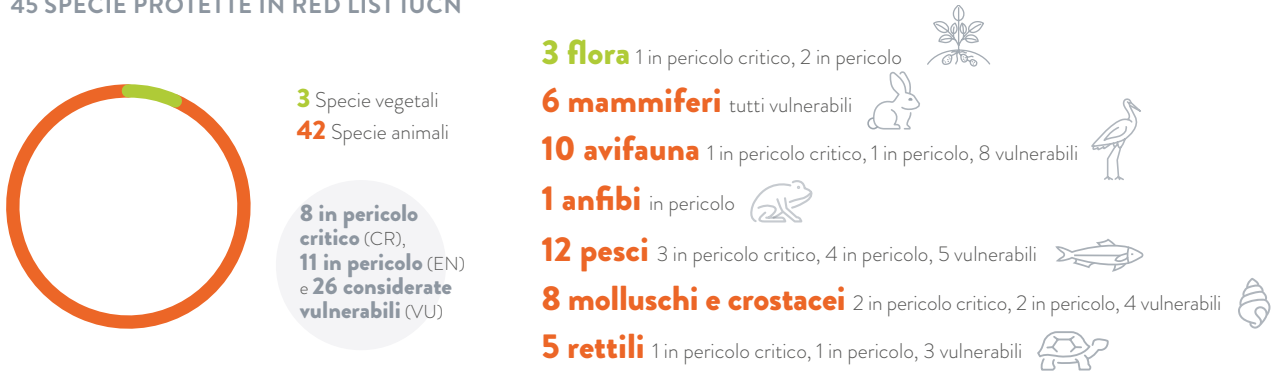 45 SPECIE PROTETTE IN RED LIST IUCN
3 Specie vegetali
42 Specie animali
8 in pericolo
critico (CR),
11 in pericolo (EN)
e 26 considerate
vulnerabili (VU)
3 flora 1 in pericolo critico, 2 in pericolo
6 mammiferi tutti vulnerabili
10 avifauna 1 in pericolo critico, 1 in pericolo, 8 vulnerabili
1 anfibi in pericolo
12 pesci 3 in pericolo critico, 4 in pericolo, 5 vulnerabili
8 molluschi e crostacei 2 in pericolo critico, 2 in pericolo, 4 vulnerabili
5 rettili 1 in pericolo critico, 1 in pericolo, 3 vulnerabili